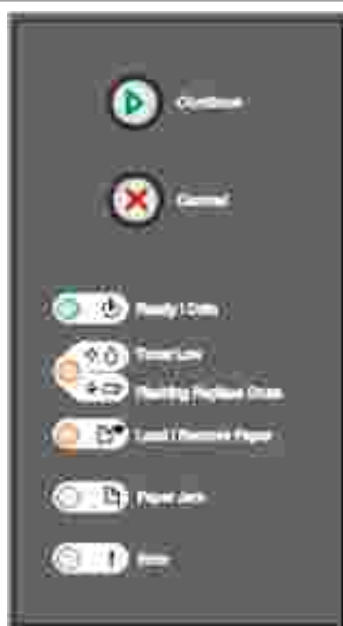 Continue
Cancel
Ready / Data
Toner Low
Flashing Replace Drum
Load / Remove Paper
Paper Jam
Error